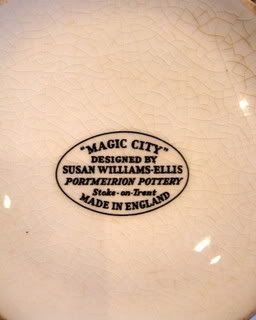 "MAGIC CITY"
DESIGNED BY
SUSAN WILLIAMS-ELLIS
PORTMEIRION POTTERY
Stoke-on-Trent
MADE IN ENGLAND